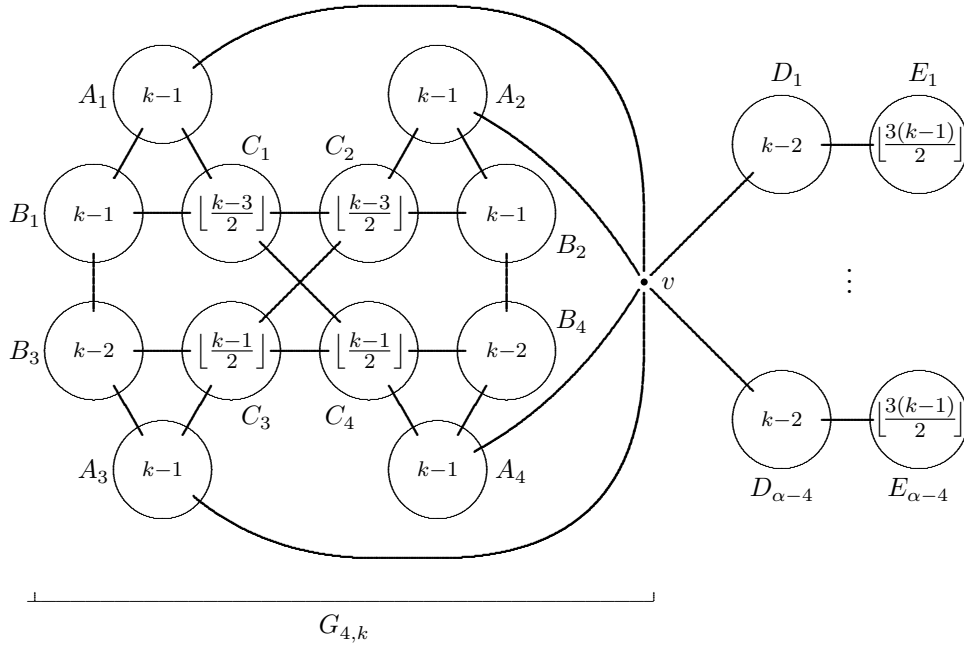 D₁ E₁
A₁ k−1 k−1 A₂
k−2 ⌊3(k−1)/2⌋
C₁ C₂
B₁ k−1 ⌊(k−3)/2⌋ ⌊(k−3)/2⌋ k−1
B₂
v ⋮
B₄
B₃ k−2 ⌊(k−1)/2⌋ ⌊(k−1)/2⌋ k−2
C₃ C₄
k−2 ⌊3(k−1)/2⌋
A₃ k−1 k−1 A₄
D_{α−4} E_{α−4}
G_{4,k}